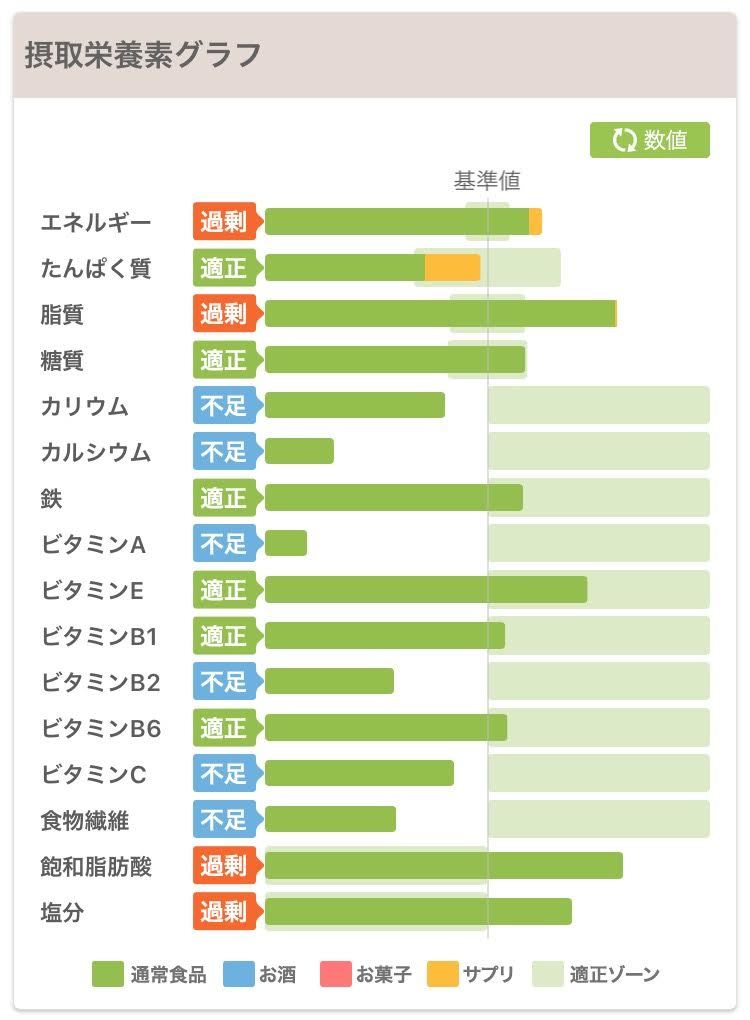 摂取栄養素グラフ
数値
基準値
エネルギー 過剰
たんぱく質 適正
脂質 過剰
糖質 適正
カリウム 不足
カルシウム 不足
鉄 適正
ビタミンA 不足
ビタミンE 適正
ビタミンB1 適正
ビタミンB2 不足
ビタミンB6 適正
ビタミンC 不足
食物繊維 不足
飽和脂肪酸 過剰
塩分 過剰
通常食品 お酒 お菓子 サプリ 適正ゾーン